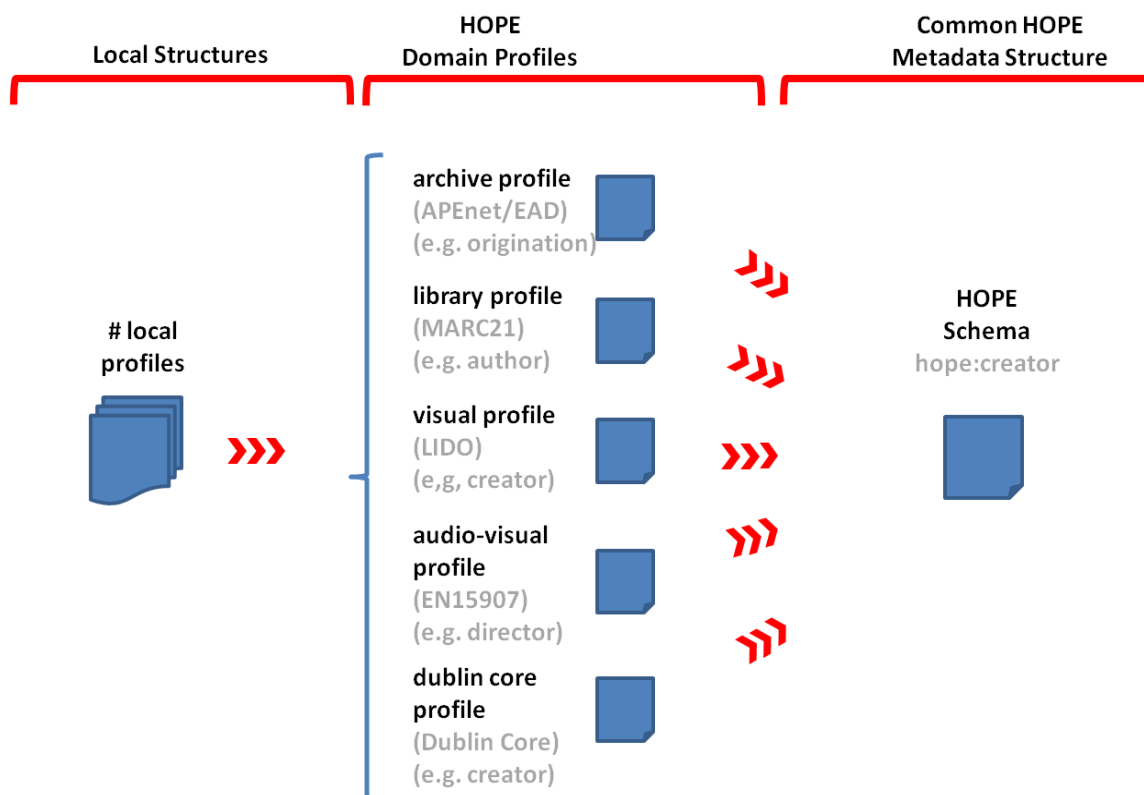 Local Structures
HOPE
Domain Profiles
Common HOPE
Metadata Structure
# local
profiles
archive profile
(APEnet/EAD)
(e.g. origination)
library profile
(MARC21)
(e.g. author)
visual profile
(LIDO)
(e,g, creator)
audio-visual
profile
(EN15907)
(e.g. director)
dublin core
profile
(Dublin Core)
(e.g. creator)
HOPE
Schema
hope:creator